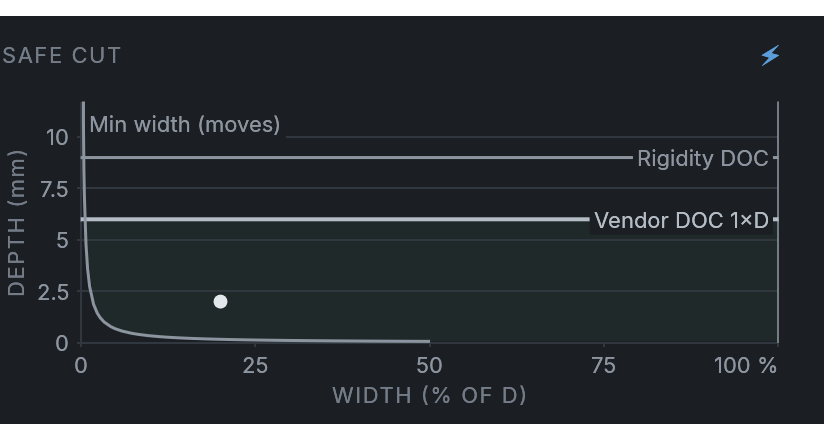 SAFE CUT
Min width (moves)
10
Rigidity DOC
7.5
Vendor DOC 1×D
5
2.5
0
DEPTH (mm)
0 25 50 75 100 %
WIDTH (% OF D)